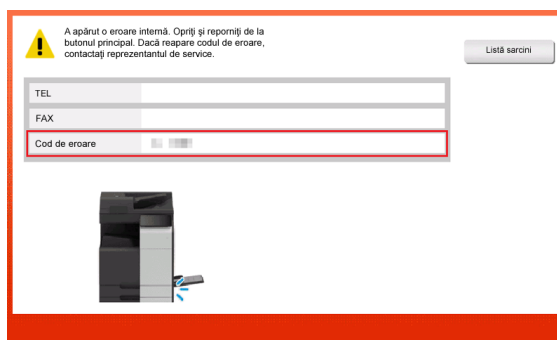 A apărut o eroare internă. Opriţi şi reporniţi de la
butonul principal. Dacă reapare codul de eroare,
contactaţi reprezentantul de service.
Listă sarcini
TEL
FAX
Cod de eroare